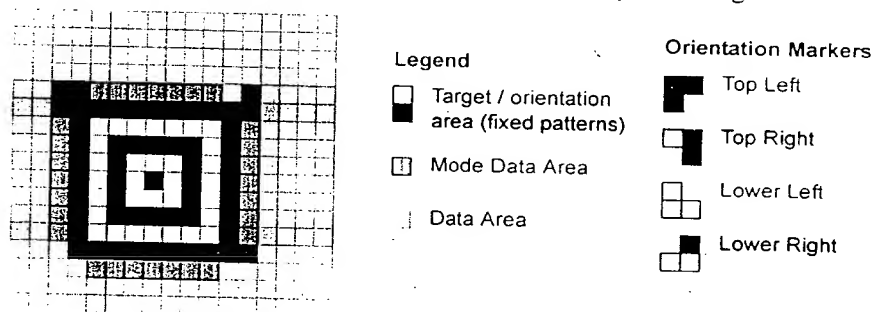 Legend
Target / orientation
area (fixed patterns)
Mode Data Area
Data Area
Orientation Markers
Top Left
Top Right
Lower Left
Lower Right